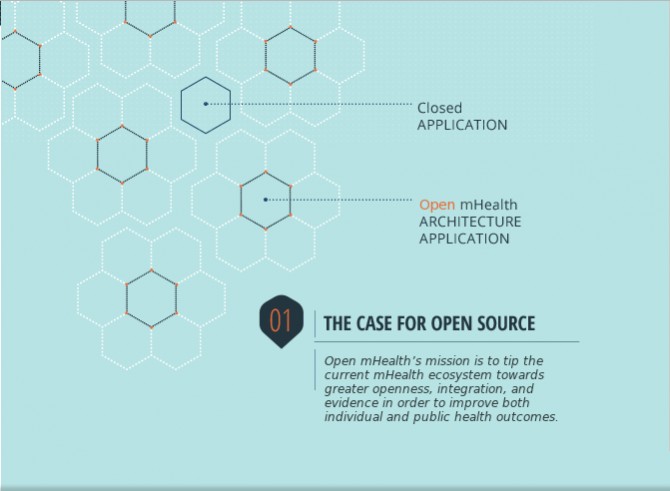 Closed
APPLICATION
Open mHealth
ARCHITECTURE
APPLICATION
01
THE CASE FOR OPEN SOURCE
Open mHealth's mission is to tip the
current mHealth ecosystem towards
greater openness, integration, and
evidence in order to improve both
individual and public health outcomes.